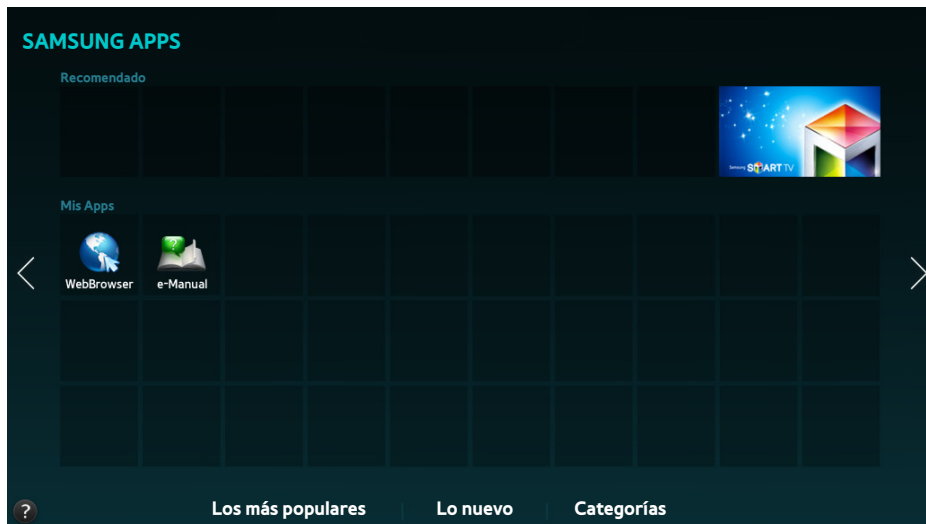 SAMSUNG APPS
Recomendado
Samsung SMART TV
Mis Apps
?
WebBrowser
e-Manual
?
Los más populares
Lo nuevo
Categorías